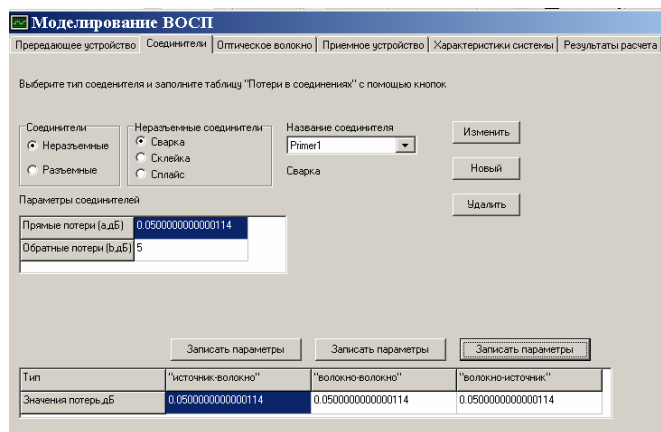 Моделирование ВОСП
Прередающее устройство Соединители Оптическое волокно Приемное устройство Характеристики системы Результаты расчета
Выберите тип соеденителя и заполните таблицу "Потери в соединениях" с помощью кнопок
Соединители Неразъемные соединители Название соединителя
Неразъемные Сварка Primer1 Изменить
Склейка
Разъемные Сплайс Сварка Новый
Параметры соединителей Удалить
Прямые потери (a,дБ) 0.0500000000000114
Обратные потери (b,дБ) 5
Записать параметры Записать параметры Записать параметры
Тип "источник-волокно" "волокно-волокно" "волокно-источник"
Значения потерь,дБ 0.0500000000000114 0.0500000000000114 0.0500000000000114